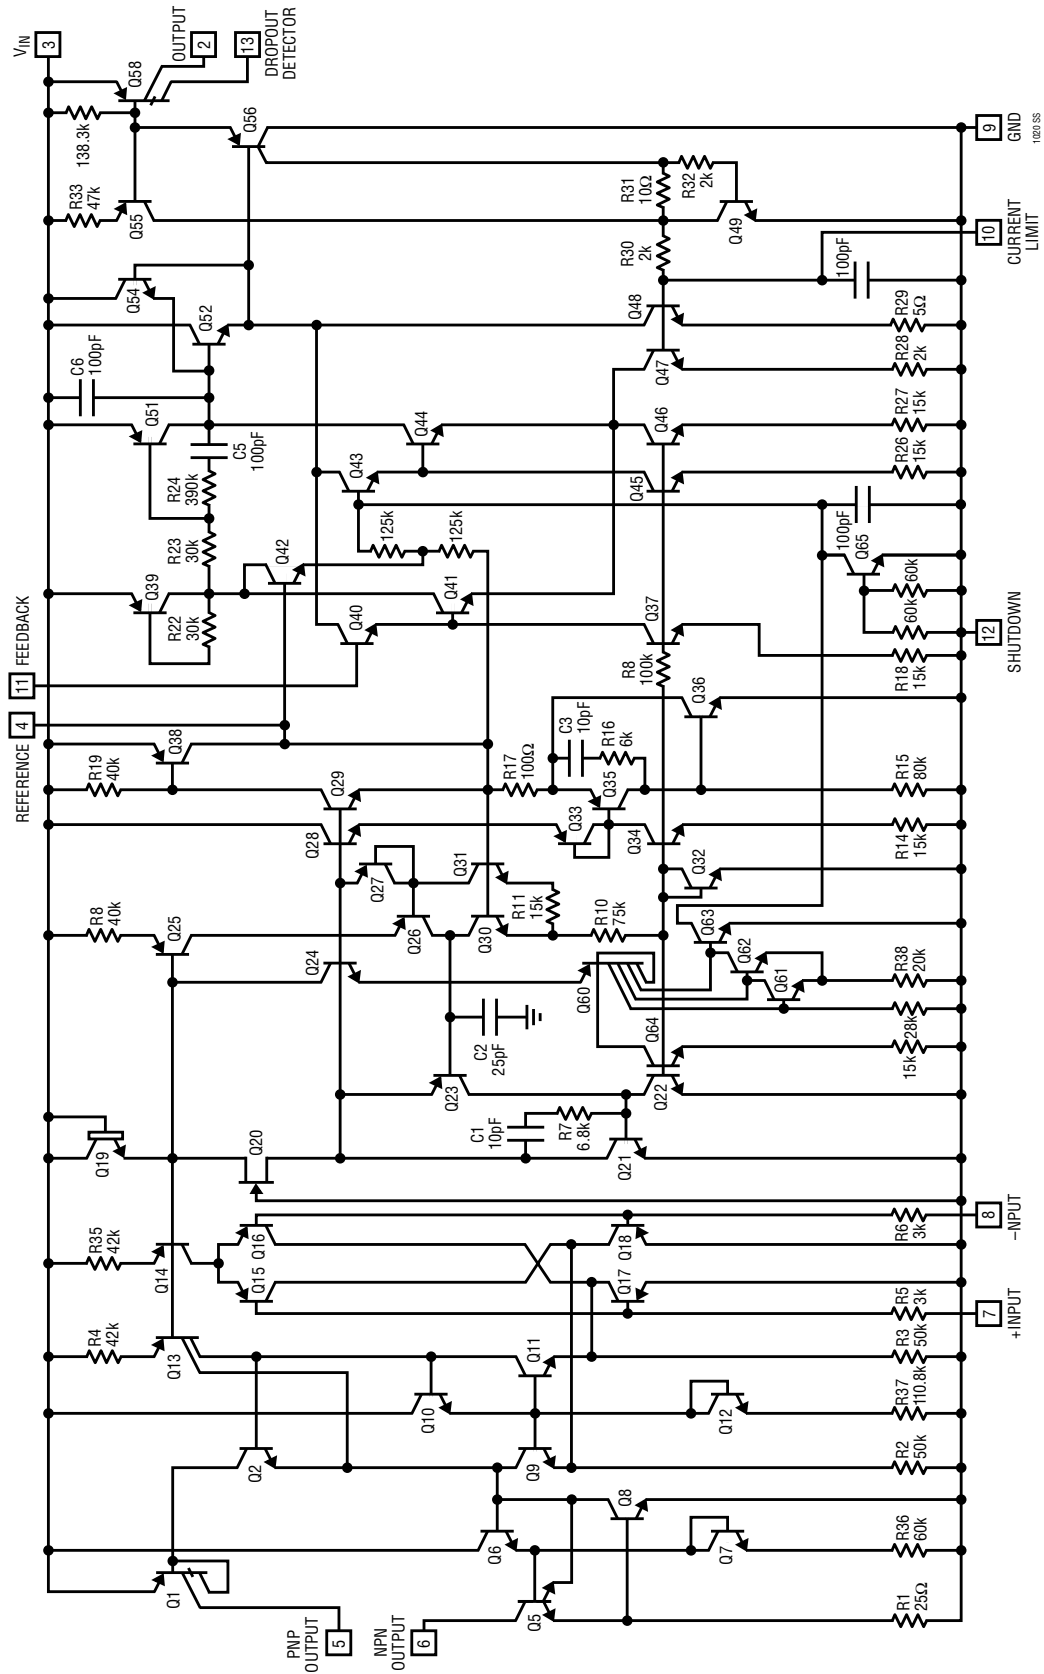 VIN
3
OUTPUT
2
13
DROPOUT
DETECTOR
Q58
138.3k
Q56
R33
47k
Q55
Q54
Q52
C6
100pF
Q51
C5
100pF
R24
390k
R23
30k
Q39
R22
30k
Q42
FEEDBACK
11
REFERENCE
4
R19
40k
Q38
R8
40k
Q25
Q19
R35
42k
Q14
R4
42k
Q13
Q1
PNP
OUTPUT
5
NPN
OUTPUT
6
Q2
Q16
Q15
Q20
Q24
Q28
Q29
Q27
Q26
Q31
Q30
R11
15k
R10
75k
R17
100Ω
C3
10pF
R16
6k
Q35
Q33
Q34
Q32
Q36
R8
100k
Q37
Q40
Q41
125k
125k
Q43
Q44
Q45
Q46
Q47
Q48
R30
2k
R31
10Ω
R32
2k
Q49
100pF
R29
5Ω
R28
2k
R27
15k
R26
15k
100pF
Q65
60k
60k
R18
15k
R15
80k
R14
15k
Q63
Q62
Q61
Q60
Q64
R38
20k
28k
15k
Q22
Q23
C2
25pF
C1
10pF
R7
6.8k
Q21
Q18
Q17
Q11
Q10
Q9
Q12
Q6
Q5
Q8
Q7
R6
3k
R5
3k
R3
50k
R37
110.8k
R2
50k
R36
60k
R1
25Ω
7
+INPUT
8
–NPUT
12
SHUTDOWN
10
CURRENT
LIMIT
9
GND
1020 SS